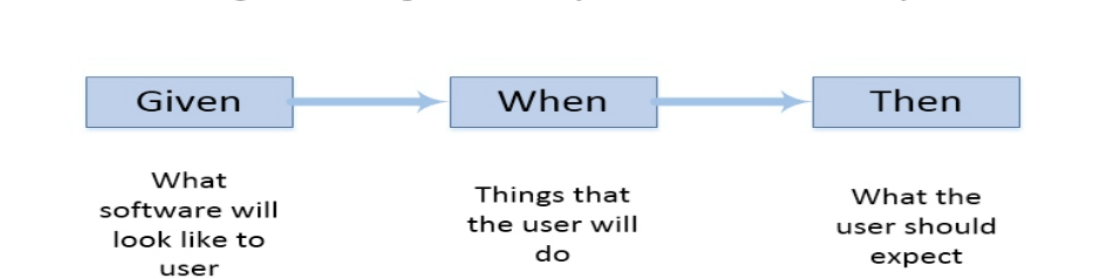 Given
When
Then
What
software will
look like to
user
Things that
the user will
do
What the
user should
expect